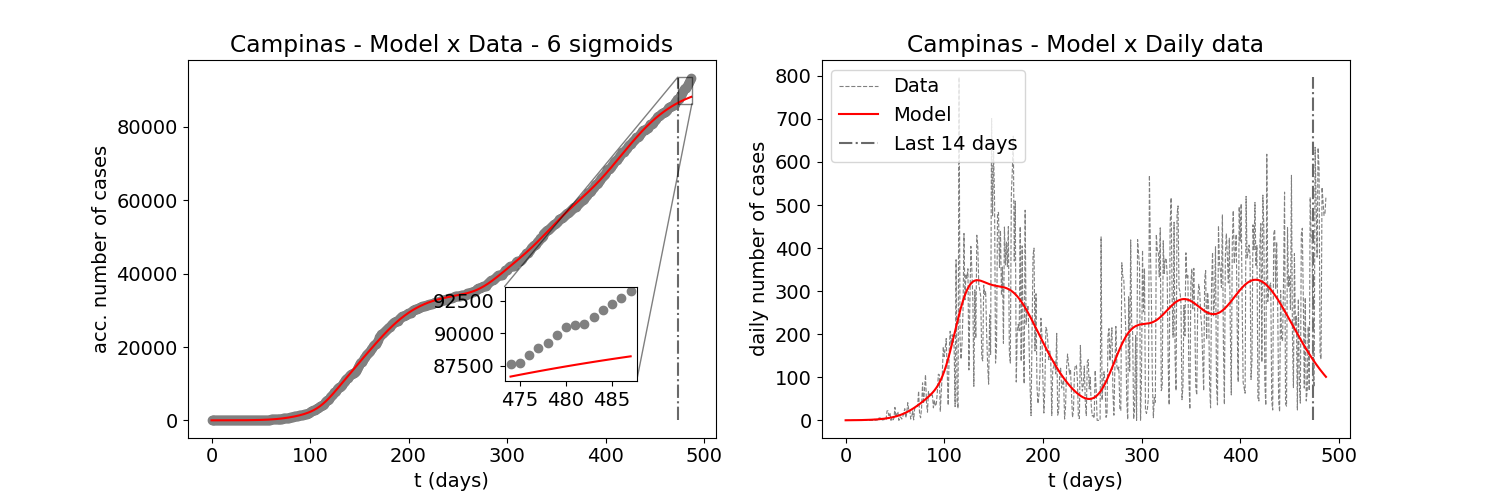 Campinas - Model x Data - 6 sigmoids
acc. number of cases
80000
60000
40000
20000
0
92500
90000
87500
475 480 485
0 100 200 300 400 500
t (days)
Campinas - Model x Daily data
daily number of cases
800
700
600
500
400
300
200
100
0
Data
Model
Last 14 days
0 100 200 300 400 500
t (days)